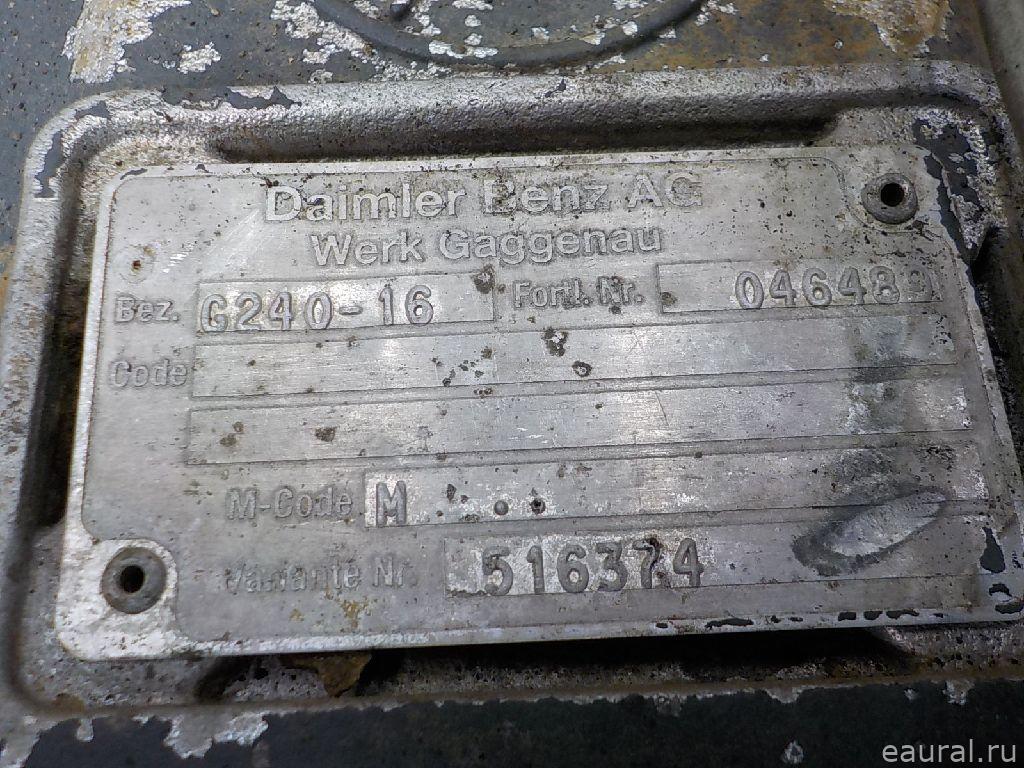 Daimler Benz AG
Werk Gaggenau
Bez. G240-16 Fortl. Nr. 046489
Code
M-Code M . .
Variante Nr. 516374
eaural.ru